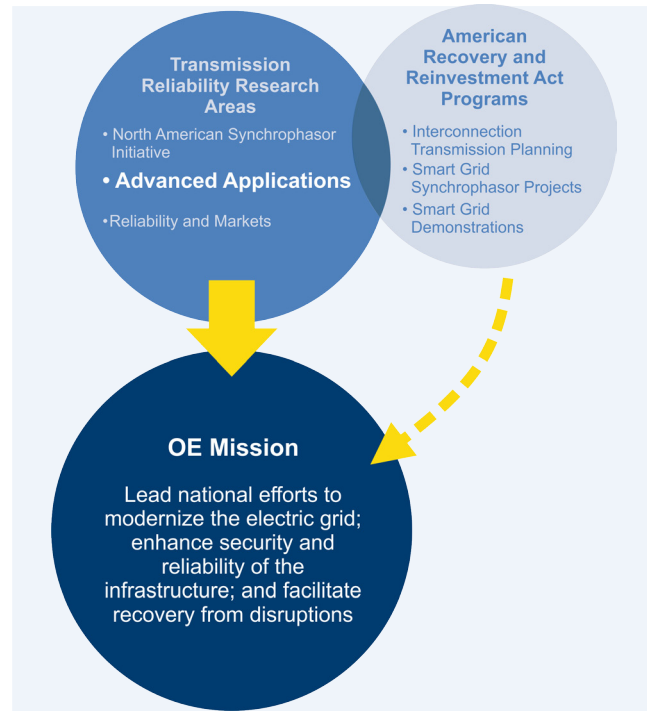 Transmission
Reliability Research
Areas
• North American Synchrophasor
Initiative
• Advanced Applications
•Reliability and Markets
American
Recovery and
Reinvestment Act
Programs
• Interconnection
Transmission Planning
• Smart Grid
Synchrophasor Projects
• Smart Grid
Demonstrations
OE Mission
Lead national efforts to
modernize the electric grid;
enhance security and
reliability of the
infrastructure; and facilitate
recovery from disruptions